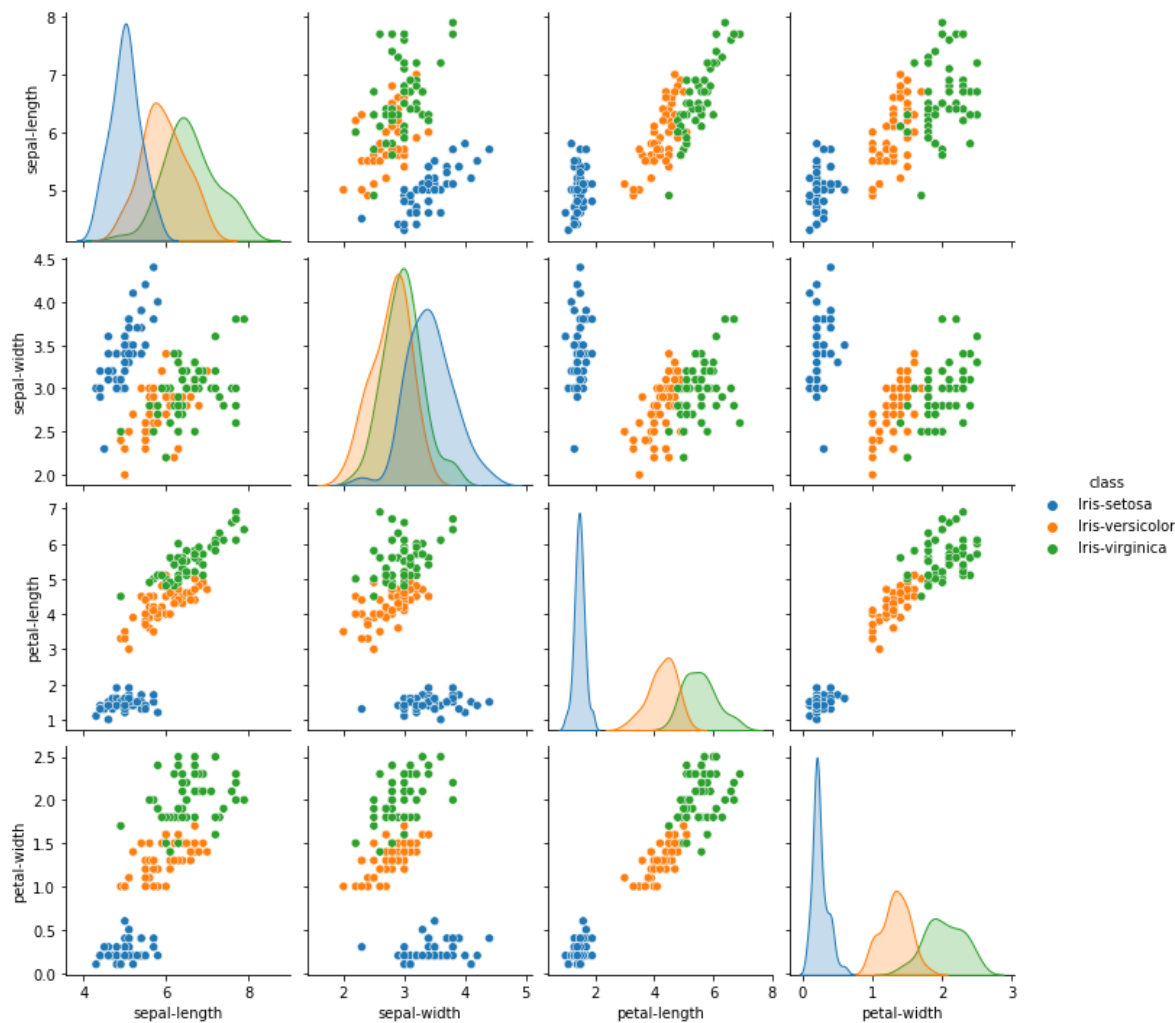 8
7
6
5
sepal-length
4.5
4.0
3.5
3.0
2.5
2.0
sepal-width
class
Iris-setosa
Iris-versicolor
Iris-virginica
7
6
5
4
3
2
1
petal-length
2.5
2.0
1.5
1.0
0.5
0.0
petal-width
4 6 8 2 3 4 5 2 4 6 8 0 1 2 3
sepal-length sepal-width petal-length petal-width